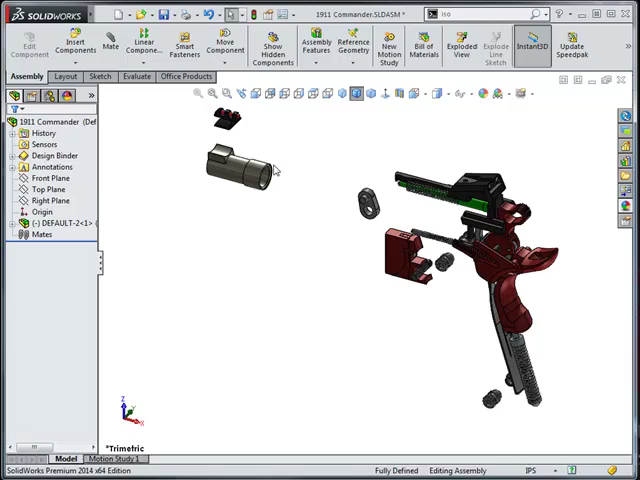 SOLIDWORKS
1911 Commander.SLDASM *
iso
Edit Component
Insert Components
Mate
Linear Compone...
Smart Fasteners
Move Component
Show Hidden Components
Assembly Features
Reference Geometry
New Motion Study
Bill of Materials
Exploded View
Explode Line Sketch
Instant3D
Update Speedpak
Assembly
Layout
Sketch
Evaluate
Office Products
1911 Commander (Def
History
Sensors
Design Binder
Annotations
Front Plane
Top Plane
Right Plane
Origin
(-) DEFAULT-2<1> (
Mates
Z
Y
X
*Trimetric
Model
Motion Study 1
SolidWorks Premium 2014 x64 Edition
Fully Defined
Editing Assembly
IPS